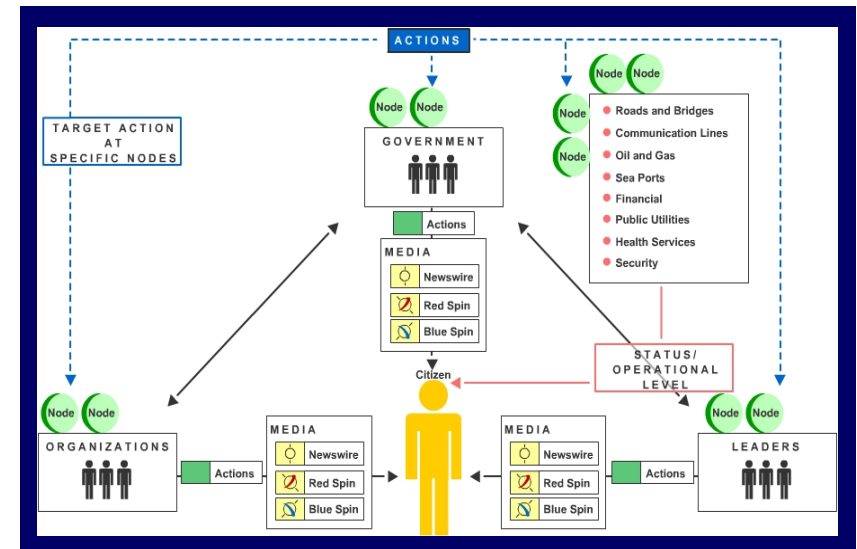 ACTIONS
Node Node
Node Node
Node
Node
TARGET ACTION
AT
SPECIFIC NODES
GOVERNMENT
Roads and Bridges
Communication Lines
Oil and Gas
Sea Ports
Financial
Public Utilities
Health Services
Security
Actions
MEDIA
Newswire
Red Spin
Blue Spin
STATUS/
OPERATIONAL
LEVEL
Citizen
Node Node
ORGANIZATIONS
Actions
MEDIA
Newswire
Red Spin
Blue Spin
MEDIA
Newswire
Red Spin
Blue Spin
Actions
Node Node
LEADERS